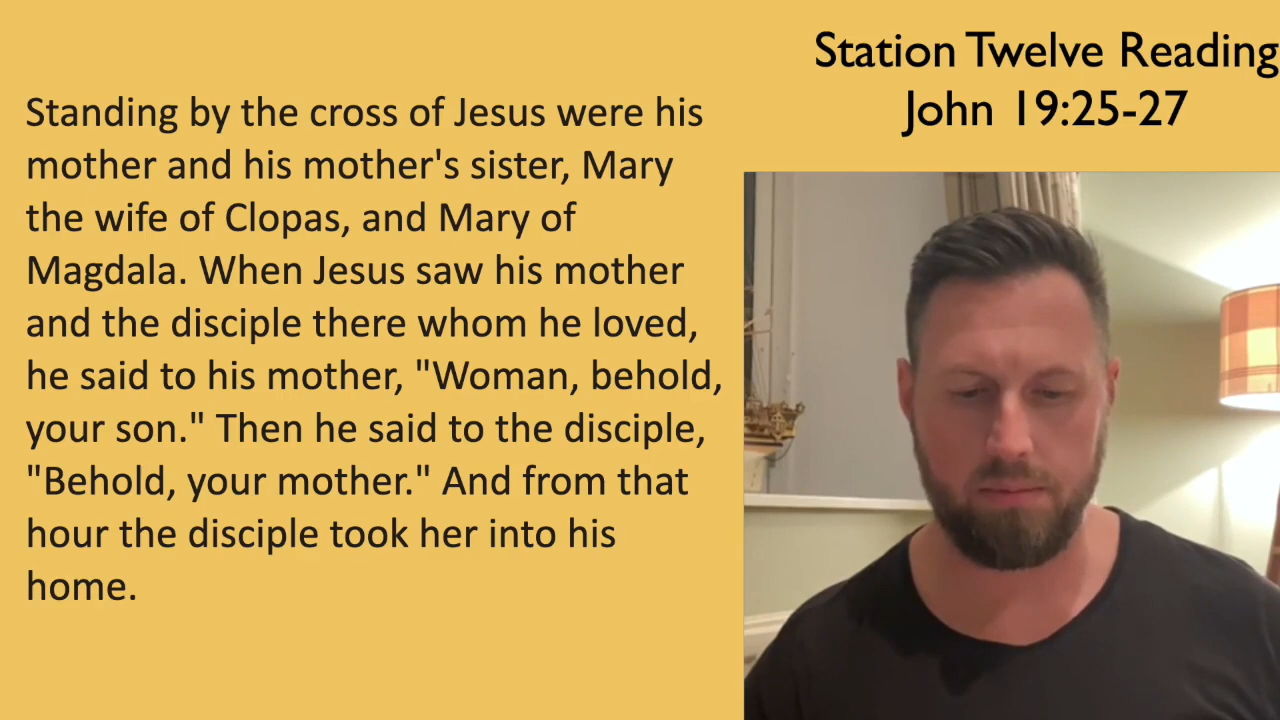 Station Twelve Reading
John 19:25-27
Standing by the cross of Jesus were his
mother and his mother's sister, Mary
the wife of Clopas, and Mary of
Magdala. When Jesus saw his mother
and the disciple there whom he loved,
he said to his mother, "Woman, behold,
your son." Then he said to the disciple,
"Behold, your mother." And from that
hour the disciple took her into his
home.